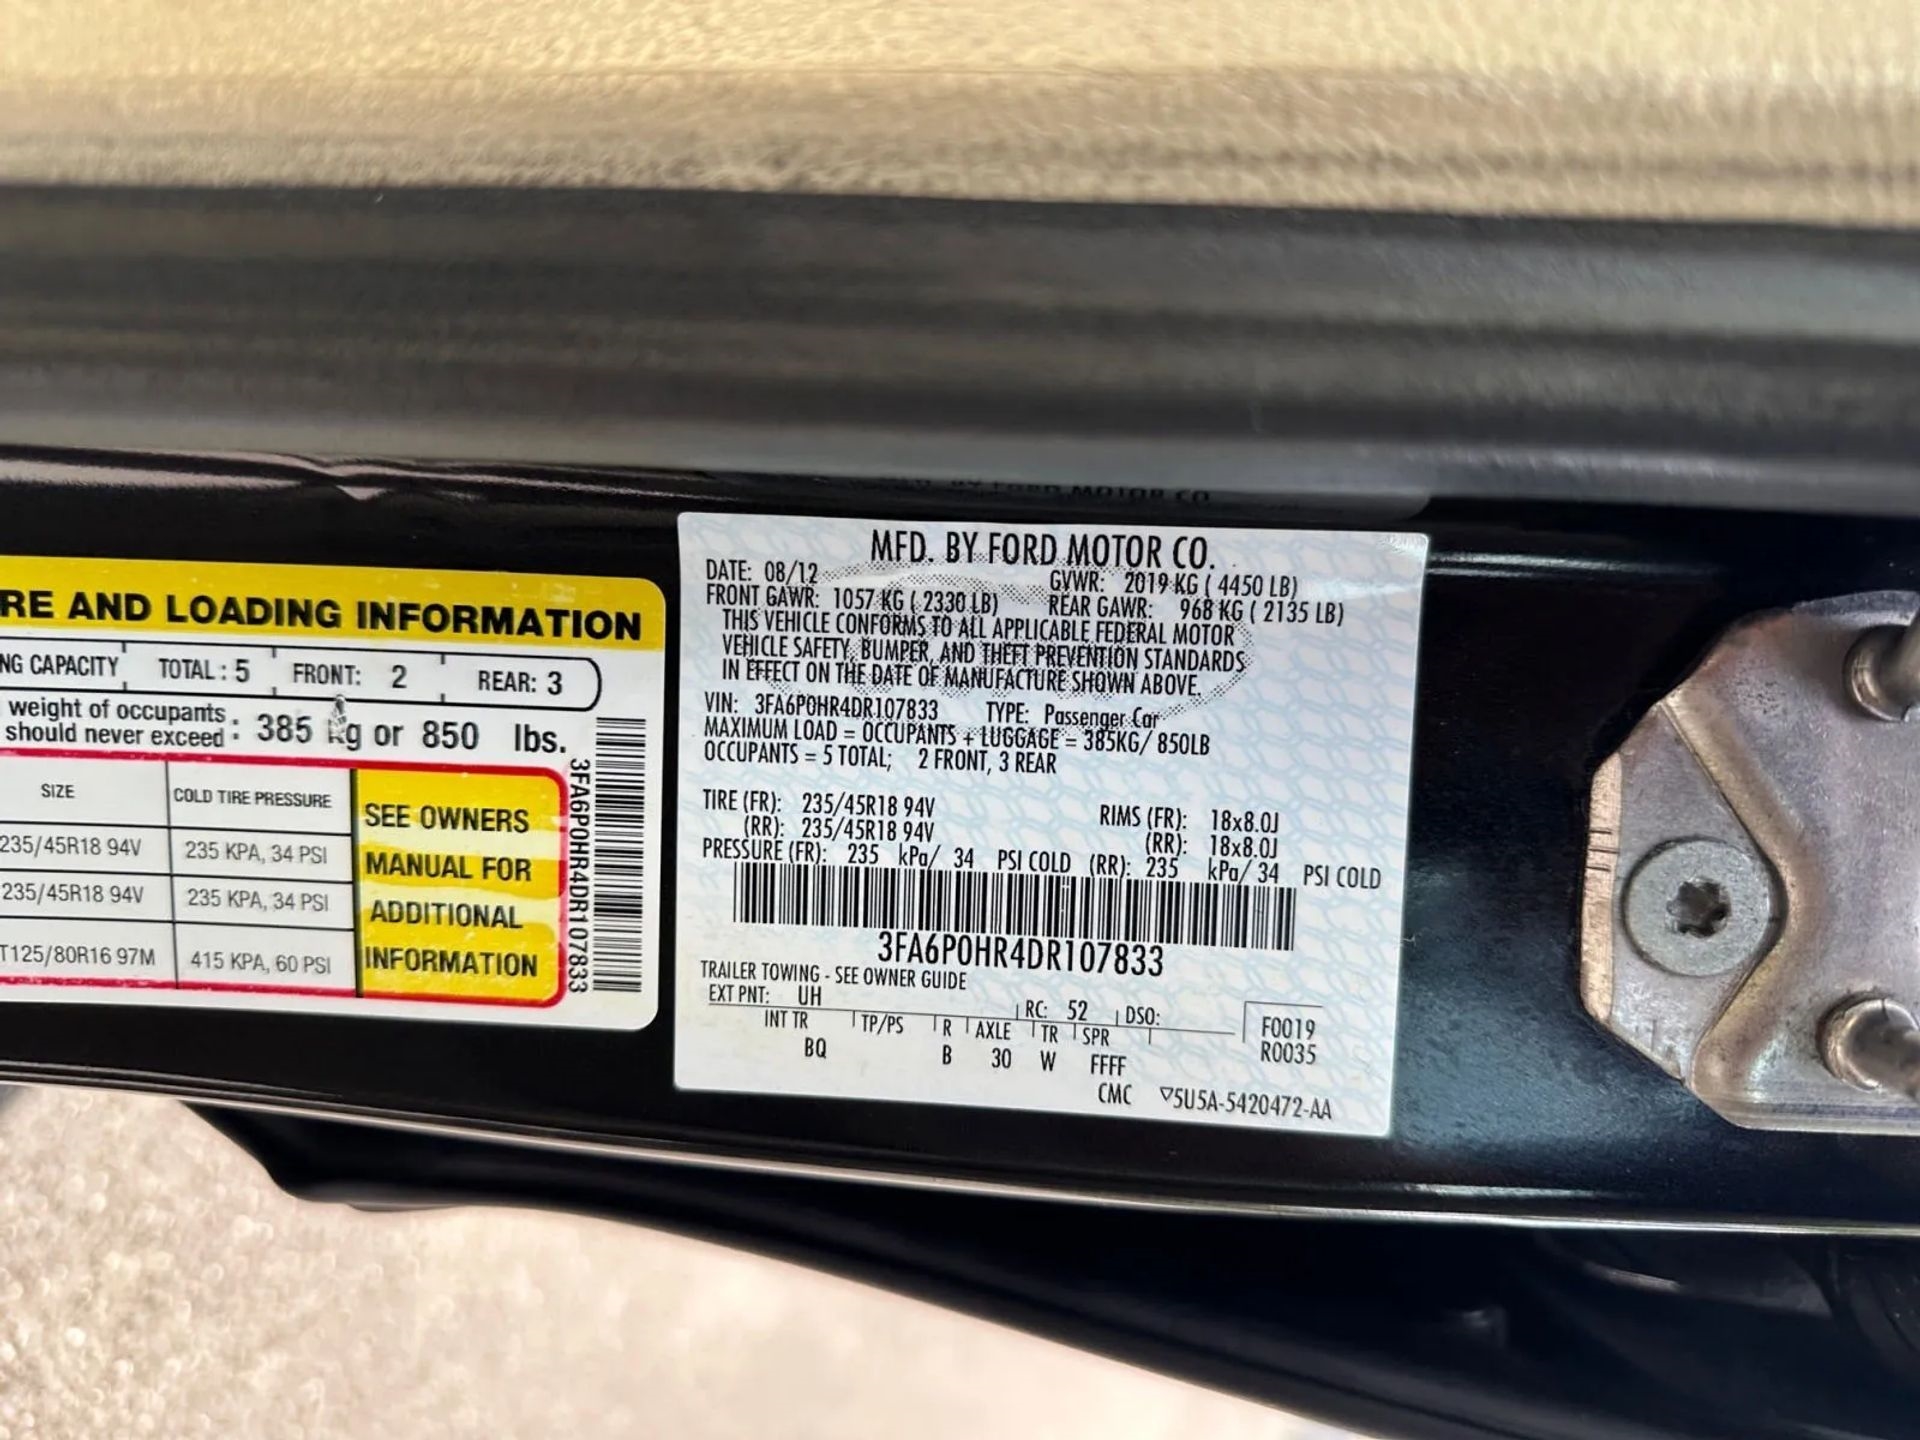 RE AND LOADING INFORMATION
NG CAPACITY TOTAL : 5 FRONT: 2 REAR: 3
weight of occupants
should never exceed : 385 kg or 850 lbs.
SIZE COLD TIRE PRESSURE
235/45R18 94V 235 KPA, 34 PSI
235/45R18 94V 235 KPA, 34 PSI
T125/80R16 97M 415 KPA, 60 PSI
SEE OWNERS
MANUAL FOR
ADDITIONAL
INFORMATION
3FA6P0HR4DR107833
MFD. BY FORD MOTOR CO.
DATE: 08/12 GVWR: 2019 KG ( 4450 LB)
FRONT GAWR: 1057 KG ( 2330 LB) REAR GAWR: 968 KG ( 2135 LB)
THIS VEHICLE CONFORMS TO ALL APPLICABLE FEDERAL MOTOR
VEHICLE SAFETY, BUMPER, AND THEFT PREVENTION STANDARDS
IN EFFECT ON THE DATE OF MANUFACTURE SHOWN ABOVE.
VIN: 3FA6P0HR4DR107833 TYPE: Passenger Car
MAXIMUM LOAD = OCCUPANTS + LUGGAGE = 385KG/ 850LB
OCCUPANTS = 5 TOTAL; 2 FRONT, 3 REAR
TIRE (FR): 235/45R18 94V RIMS (FR): 18x8.0J
(RR): 235/45R18 94V (RR): 18x8.0J
PRESSURE (FR): 235 kPa/ 34 PSI COLD (RR): 235 kPa/ 34 PSI COLD
3FA6P0HR4DR107833
TRAILER TOWING - SEE OWNER GUIDE
EXT PNT: UH RC: 52 DSO:
INT TR TP/PS R AXLE TR SPR F0019
BQ B 30 W FFFF R0035
CMC ▽5U5A-5420472-AA